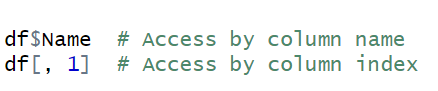 df$Name  # Access by column name
df[, 1]  # Access by column index